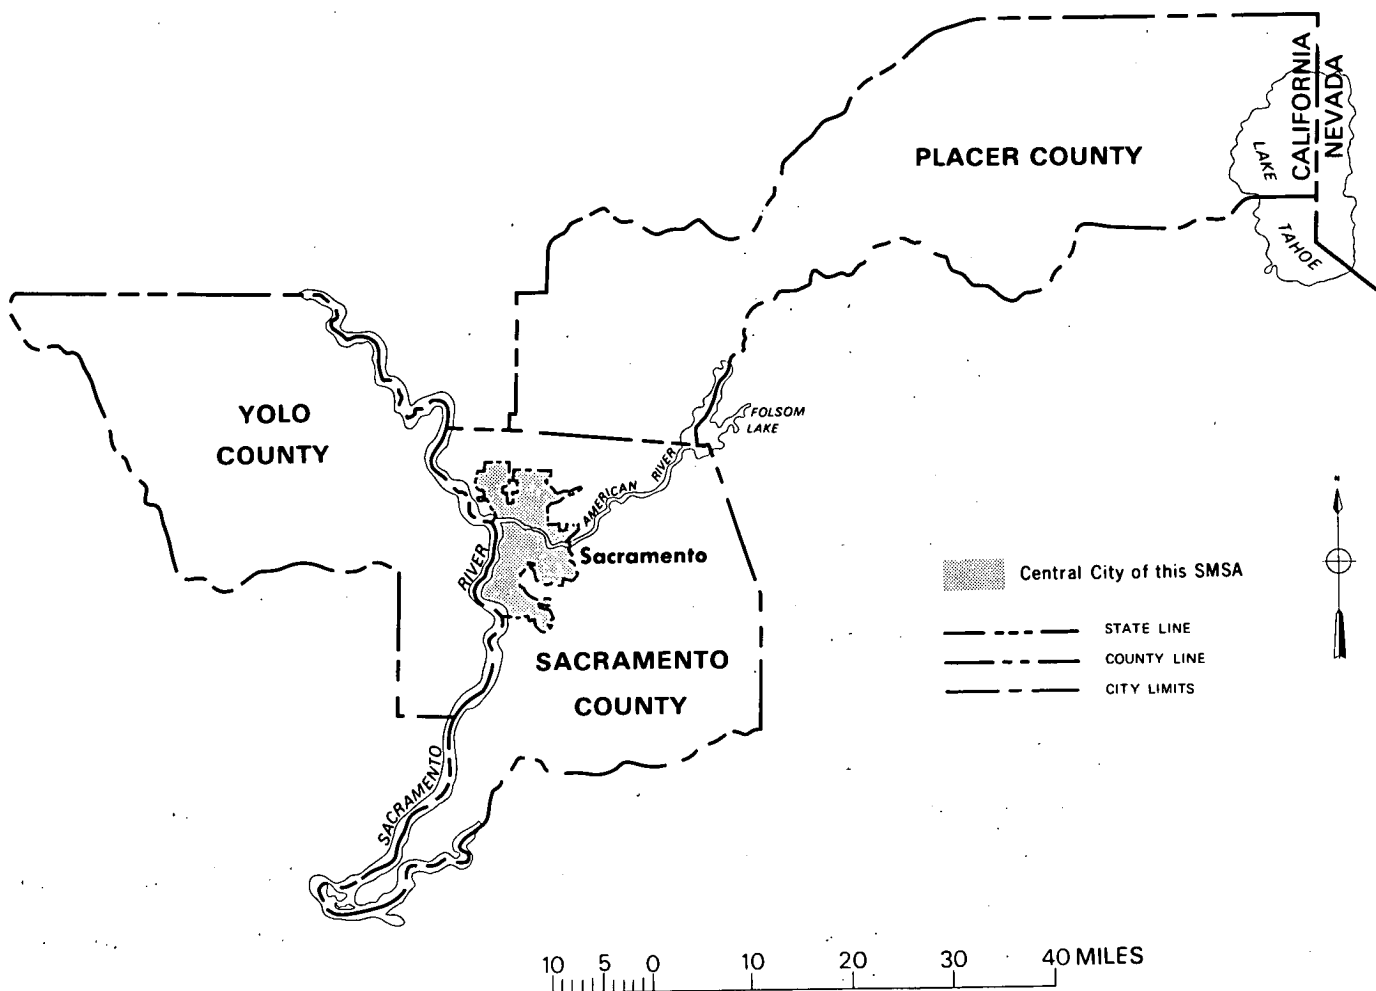 CALIFORNIA
NEVADA
PLACER COUNTY
LAKE
TAHOE
YOLO
COUNTY
FOLSOM
LAKE
AMERICAN RIVER
Sacramento
RIVER
SACRAMENTO
COUNTY
SACRAMENTO
N
Central City of this SMSA
STATE LINE
COUNTY LINE
CITY LIMITS
10 5 0 10 20 30 40 MILES